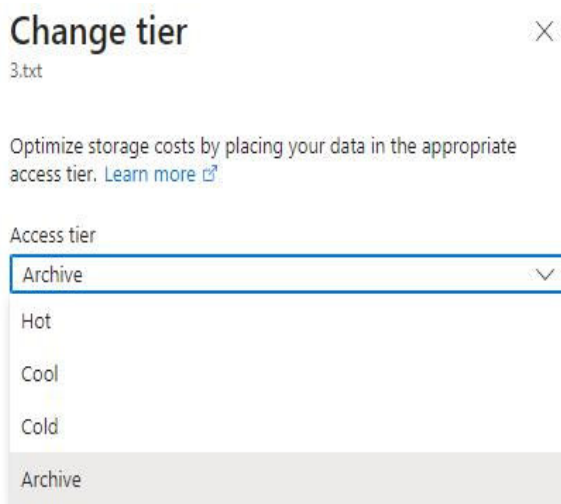 Change tier
3.txt
Optimize storage costs by placing your data in the appropriate
access tier. Learn more
Access tier
Archive
Hot
Cool
Cold
Archive